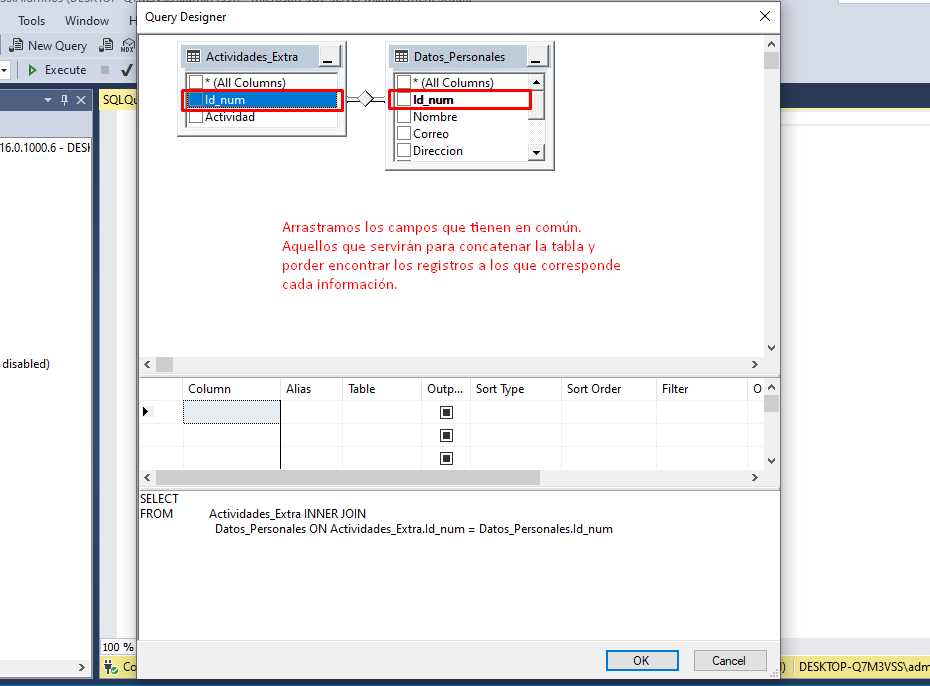 Query Designer
Tools Window
New Query
Execute
SQLQu
16.0.1000.6 - DESK
disabled)
Actividades_Extra
* (All Columns)
Id_num
Actividad
Datos_Personales
* (All Columns)
Id_num
Nombre
Correo
Direccion
Arrastramos los campos que tienen en común.
Aquellos que servirán para concatenar la tabla y
porder encontrar los registros a los que corresponde
cada información.
Column Alias Table Outp... Sort Type Sort Order Filter O
SELECT
FROM Actividades_Extra INNER JOIN
Datos_Personales ON Actividades_Extra.Id_num = Datos_Personales.Id_num
100 %
OK Cancel
Co
DESKTOP-Q7M3VSS\adm